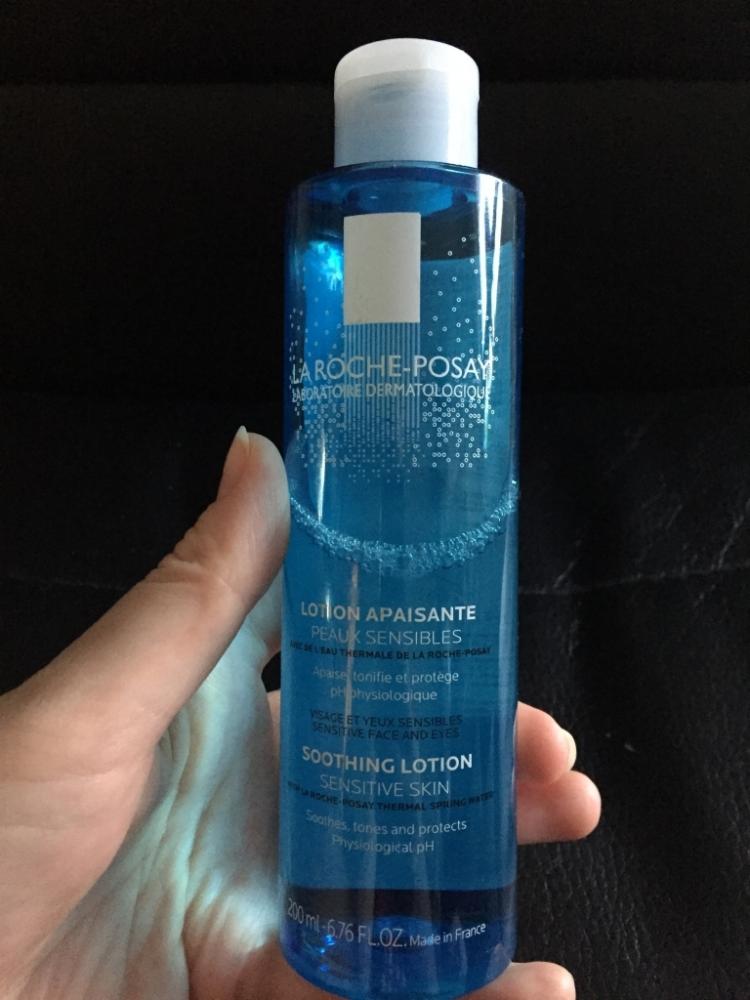 LA ROCHE-POSAY
LABORATOIRE DERMATOLOGIQUE
LOTION APAISANTE
PEAUX SENSIBLES
AVEC DE L'EAU THERMALE DE LA ROCHE-POSAY
Apaise, tonifie et protège
pH physiologique
VISAGE ET YEUX SENSIBLES
SENSITIVE FACE AND EYES
SOOTHING LOTION
SENSITIVE SKIN
WITH LA ROCHE-POSAY THERMAL SPRING WATER
Soothes, tones and protects
Physiological pH
200 ml - 6.76 FL.OZ. Made in France